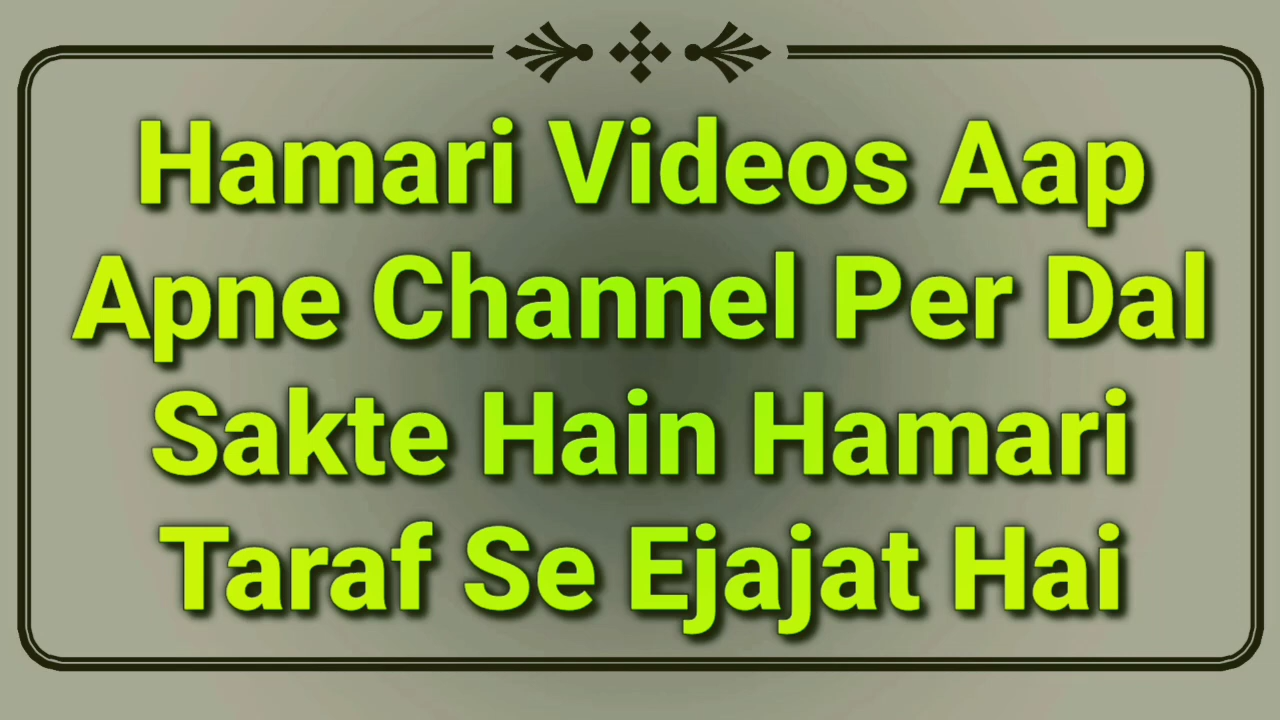 Hamari Videos Aap
Apne Channel Per Dal
Sakte Hain Hamari
Taraf Se Ejajat Hai